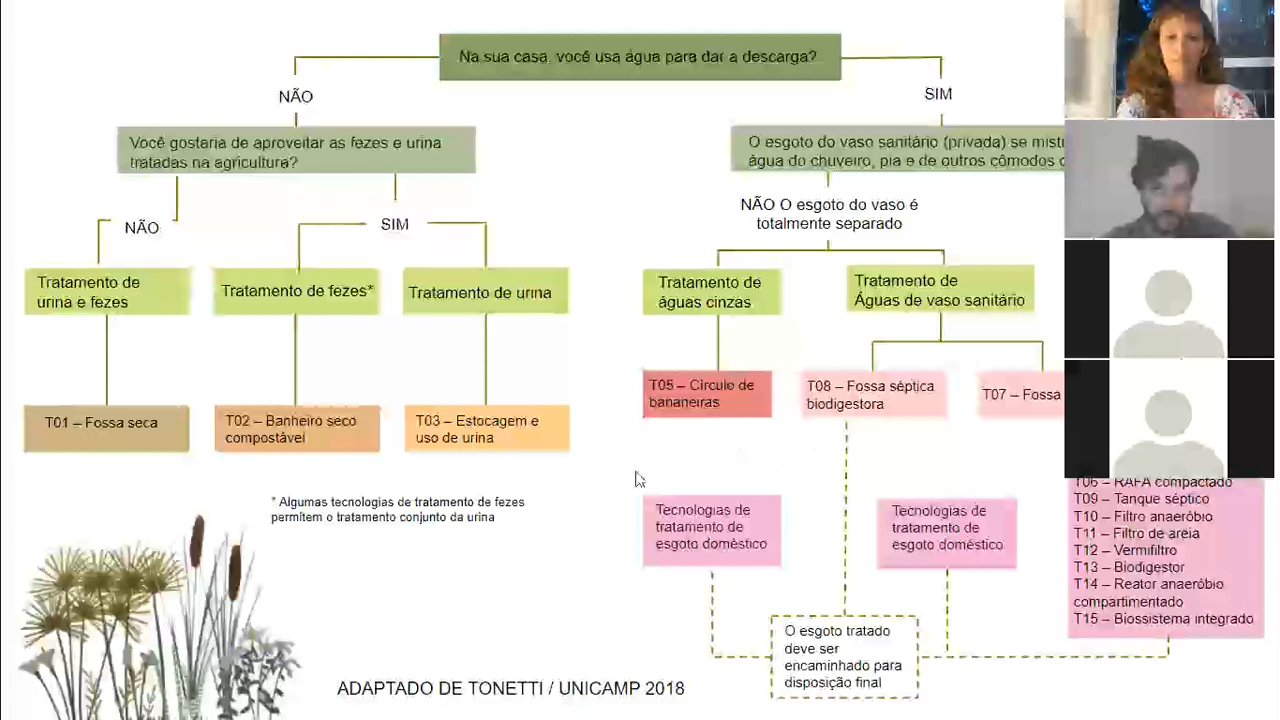 Na sua casa, você usa água para dar a descarga?
NÃO
SIM
Você gostaria de aproveitar as fezes e urina
tratadas na agricultura?
O esgoto do vaso sanitário (privada) se
água do chuveiro, pia e de outros cômodos
NÃO
SIM
NÃO O esgoto do vaso é
totalmente separado
Tratamento de
urina e fezes
Tratamento de fezes*
Tratamento de urina
Tratamento de
águas cinzas
Tratamento de
Águas de vaso sanitário
T01 – Fossa seca
T02 – Banheiro seco
compostável
T03 – Estocagem e
uso de urina
T05 – Círculo de
bananeiras
T08 – Fossa séptica
biodigestora
T07 – Fossa
* Algumas tecnologias de tratamento de fezes
permitem o tratamento conjunto da urina
Tecnologias de
tratamento de
esgoto doméstico
Tecnologias de
tratamento de
esgoto doméstico
T06 – RAFA compactado
T09 – Tanque séptico
T10 – Filtro anaeróbio
T11 – Filtro de areia
T12 – Vermifiltro
T13 – Biodigestor
T14 – Reator anaeróbio
compartimentado
T15 – Biossistema integrado
O esgoto tratado
deve ser
encaminhado para
disposição final
ADAPTADO DE TONETTI / UNICAMP 2018